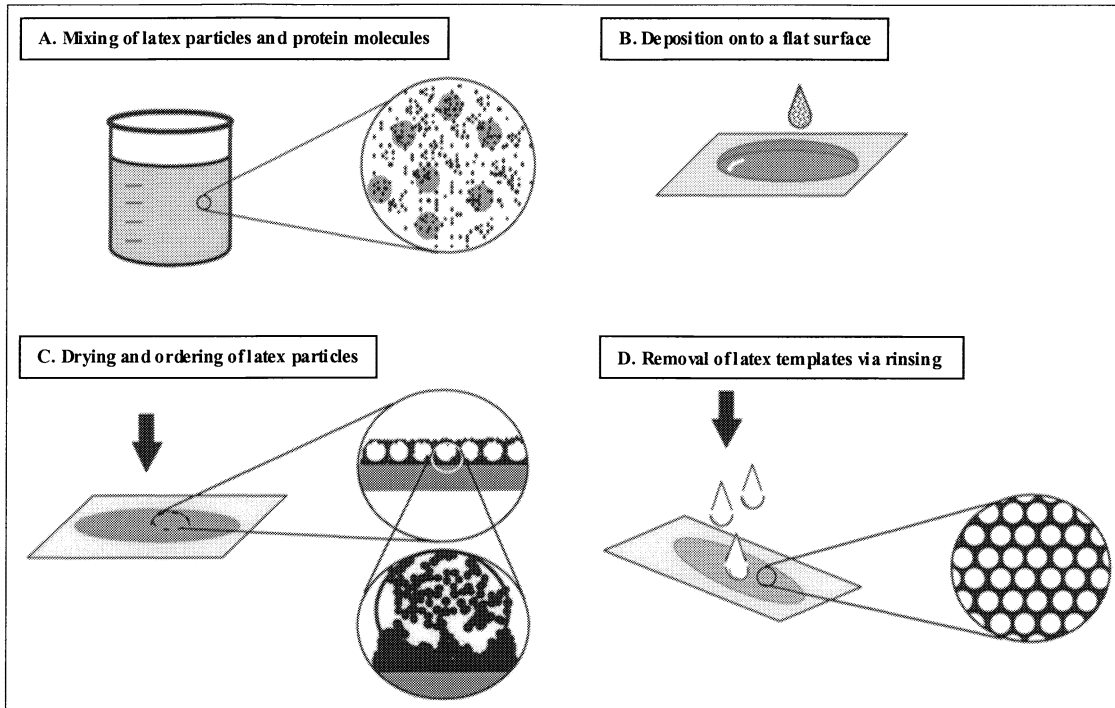 A. Mixing of latex particles and protein molecules
B. Deposition onto a flat surface
C. Drying and ordering of latex particles
D. Removal of latex templates via rinsing